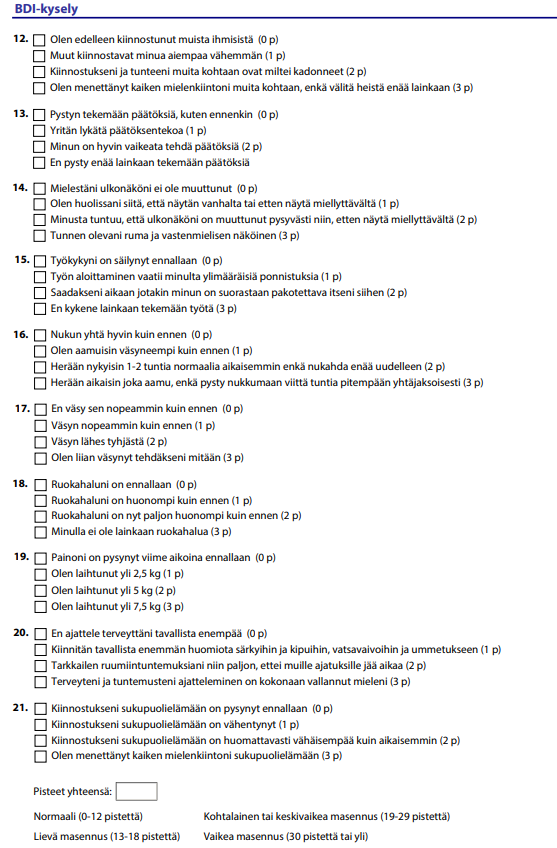 BDI-kysely
12. Olen edelleen kiinnostunut muista ihmisistä (0 p)
Muut kiinnostavat minua aiempaa vähemmän (1 p)
Kiinnostukseni ja tunteeni muita kohtaan ovat miltei kadonneet (2 p)
Olen menettänyt kaiken mielenkiintoni muita kohtaan, enkä välitä heistä enää lainkaan (3 p)
13. Pystyn tekemään päätöksiä, kuten ennenkin (0 p)
Yritän lykätä päätöksentekoa (1 p)
Minun on hyvin vaikeata tehdä päätöksiä (2 p)
En pysty enää lainkaan tekemään päätöksiä
14. Mielestäni ulkonäköni ei ole muuttunut (0 p)
Olen huolissani siitä, että näytän vanhalta tai etten näytä miellyttävältä (1 p)
Minusta tuntuu, että ulkonäköni on muuttunut pysyvästi niin, etten näytä miellyttävältä (2 p)
Tunnen olevani ruma ja vastenmielisen näköinen (3 p)
15. Työkykyni on säilynyt ennallaan (0 p)
Työn aloittaminen vaatii minulta ylimääräisiä ponnistuksia (1 p)
Saadakseni aikaan jotakin minun on suorastaan pakotettava itseni siihen (2 p)
En kykene lainkaan tekemään työtä (3 p)
16. Nukun yhtä hyvin kuin ennen (0 p)
Olen aamuisin väsyneempi kuin ennen (1 p)
Herään nykyisin 1-2 tuntia normaalia aikaisemmin enkä nukahda enää uudelleen (2 p)
Herään aikaisin joka aamu, enkä pysty nukkumaan viittä tuntia pitempään yhtäjaksoisesti (3 p)
17. En väsy sen nopeammin kuin ennen (0 p)
Väsyn nopeammin kuin ennen (1 p)
Väsyn lähes tyhjästä (2 p)
Olen liian väsynyt tehdäkseni mitään (3 p)
18. Ruokahaluni on ennallaan (0 p)
Ruokahaluni on huonompi kuin ennen (1 p)
Ruokahaluni on nyt paljon huonompi kuin ennen (2 p)
Minulla ei ole lainkaan ruokahalua (3 p)
19. Painoni on pysynyt viime aikoina ennallaan (0 p)
Olen laihtunut yli 2,5 kg (1 p)
Olen laihtunut yli 5 kg (2 p)
Olen laihtunut yli 7,5 kg (3 p)
20. En ajattele terveyttäni tavallista enempää (0 p)
Kiinnitän tavallista enemmän huomiota särkyihin ja kipuihin, vatsavaivoihin ja ummetukseen (1 p)
Tarkkailen ruumiintuntemuksiani niin paljon, ettei muille ajatuksille jää aikaa (2 p)
Terveyteni ja tuntemusteni ajatteleminen on kokonaan vallannut mieleni (3 p)
21. Kiinnostukseni sukupuolielämään on pysynyt ennallaan (0 p)
Kiinnostukseni sukupuolielämään on vähentynyt (1 p)
Kiinnostukseni sukupuolielämään on huomattavasti vähäisempää kuin aikaisemmin (2 p)
Olen menettänyt kaiken mielenkiintoni sukupuolielämään (3 p)
Pisteet yhteensä:
Normaali (0-12 pistettä) Kohtalainen tai keskivaikea masennus (19-29 pistettä)
Lievä masennus (13-18 pistettä) Vaikea masennus (30 pistettä tai yli)